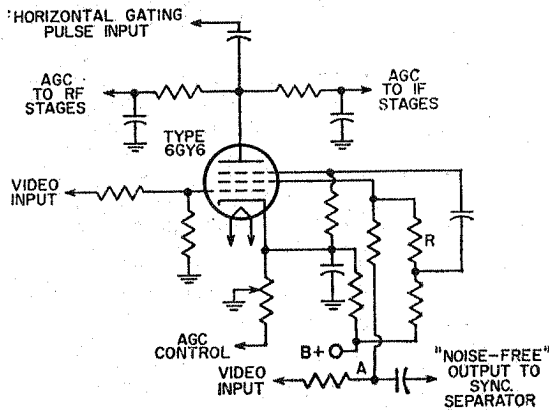 HORIZONTAL GATING
PULSE INPUT
AGC
TO RF
STAGES
AGC
TO IF
STAGES
TYPE
6GY6
VIDEO
INPUT
R
AGC
CONTROL
B+
A
VIDEO
INPUT
"NOISE-FREE"
OUTPUT TO
SYNC.
SEPARATOR